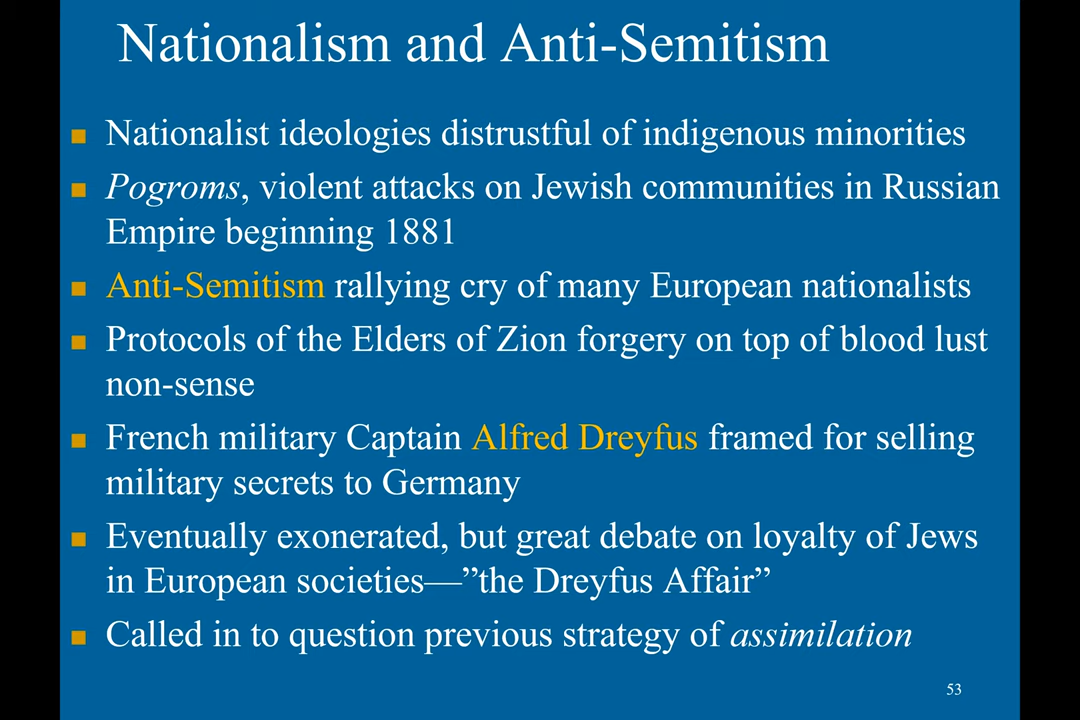 Nationalism and Anti-Semitism
Nationalist ideologies distrustful of indigenous minorities
Pogroms, violent attacks on Jewish communities in Russian
Empire beginning 1881
Anti-Semitism rallying cry of many European nationalists
Protocols of the Elders of Zion forgery on top of blood lust
non-sense
French military Captain Alfred Dreyfus framed for selling
military secrets to Germany
Eventually exonerated, but great debate on loyalty of Jews
in European societies—”the Dreyfus Affair”
Called in to question previous strategy of assimilation
53